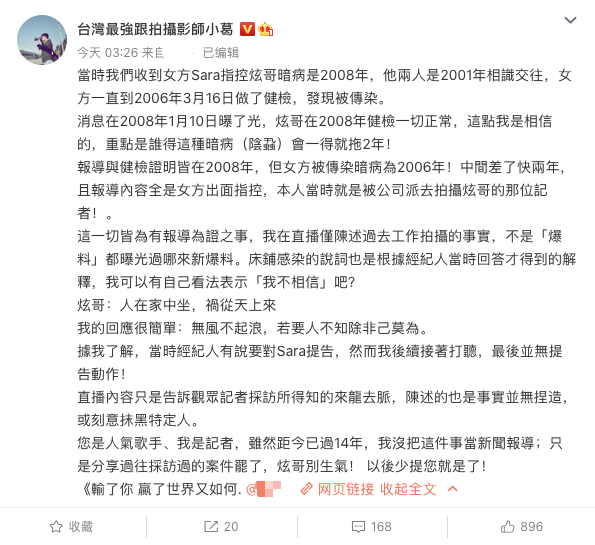 台灣最強跟拍攝影師小葛
今天 03:26 来自 已编辑
當時我們收到女方Sara指控炫哥暗病是2008年，他兩人是2001年相識交往，女
方一直到2006年3月16日做了健檢，發現被傳染。
消息在2008年1月10日曝了光，炫哥在2008年健檢一切正常，這點我是相信
的，重點是誰得這種暗病（陰蝨）會一得就拖2年！
報導與健檢證明皆在2008年，但女方被傳染暗病為2006年！中間差了快兩年，
且報導內容全是女方出面指控，本人當時就是被公司派去拍攝炫哥的那位記
者！。
這一切皆為有報導為證之事，我在直播僅陳述過去工作拍攝的事實，不是「爆
料」都曝光過哪來新爆料。床鋪感染的說詞也是根據經紀人當時回答才得到的解
釋，我可以有自己看法表示「我不相信」吧?
炫哥：人在家中坐，禍從天上來
我的回應很簡單：無風不起浪，若要人不知除非己莫為。
據我了解，當時經紀人有說要對Sara提告，然而我後續接著打聽，最後並無提
告動作！
直播內容只是告訴觀眾記者採訪所得知的來龍去脈，陳述的也是事實並無捏造，
或刻意抹黑特定人。
您是人氣歌手、我是記者，雖然距今已過14年，我沒把這件事當新聞報導；只
是分享過往採訪過的案件罷了，炫哥別生氣！ 以後少提您就是了！
《輸了你 贏了世界又如何. @ 网页链接 收起全文
收藏 20 168 896